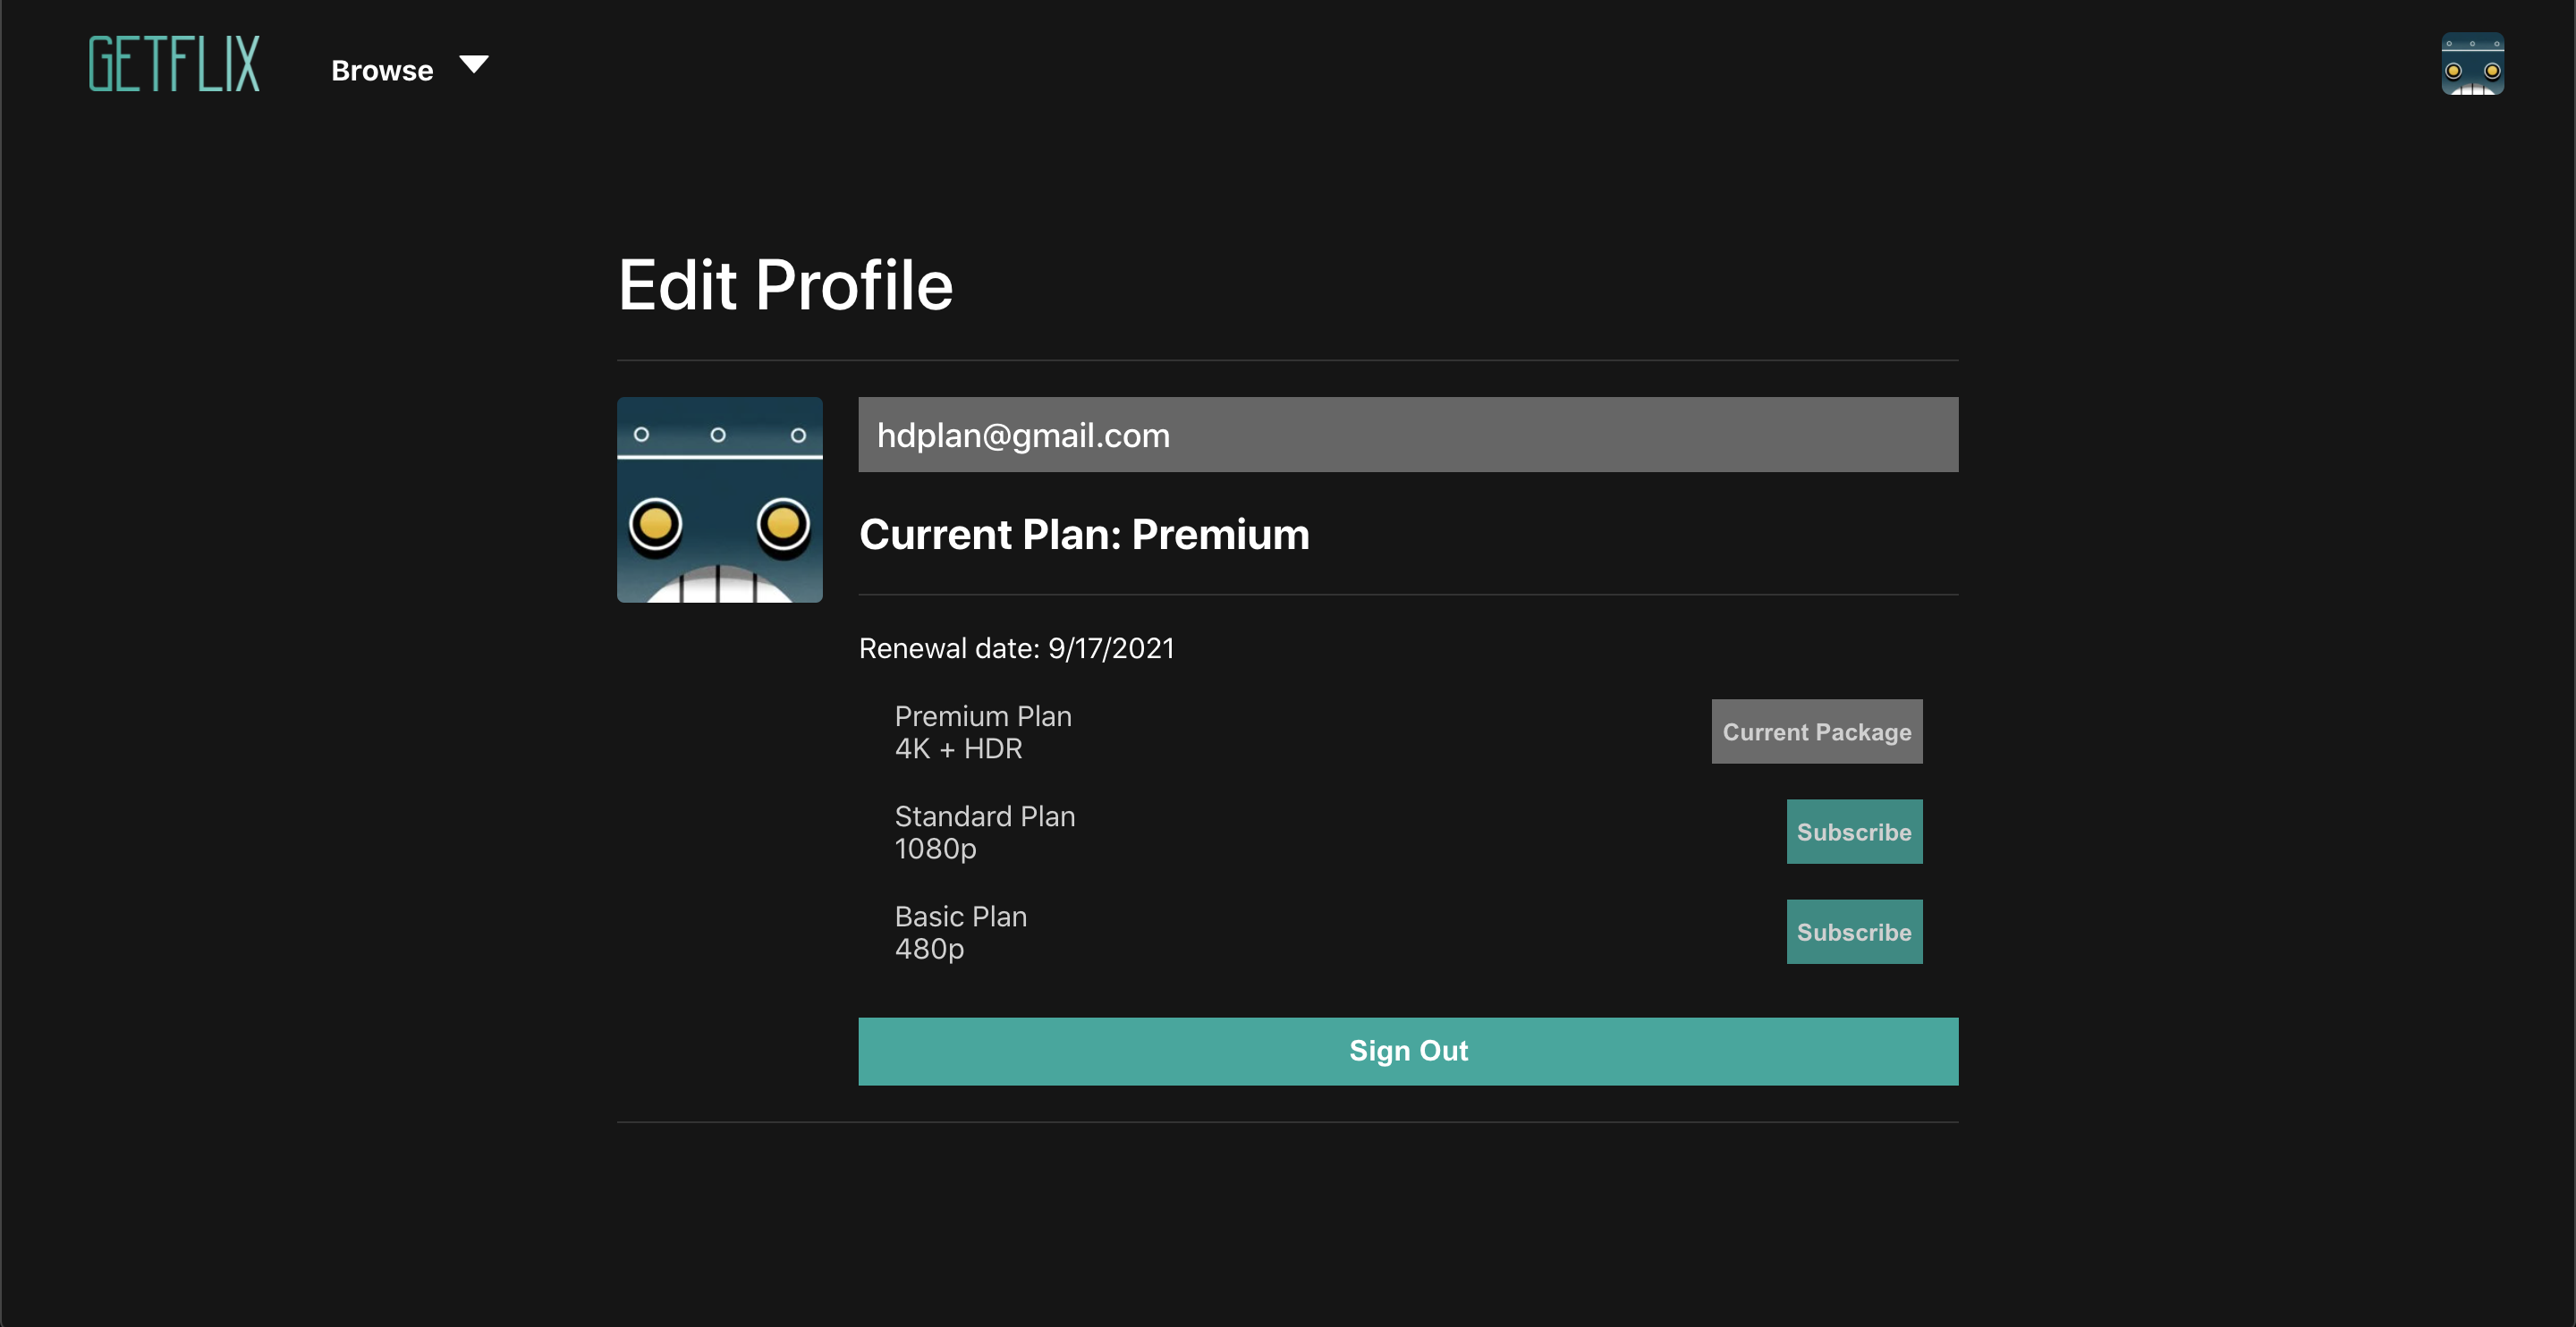 GETFLIX
Browse
Edit Profile
hdplan@gmail.com
Current Plan: Premium
Renewal date: 9/17/2021
Premium Plan
4K + HDR
Current Package
Standard Plan
1080p
Subscribe
Basic Plan
480p
Subscribe
Sign Out